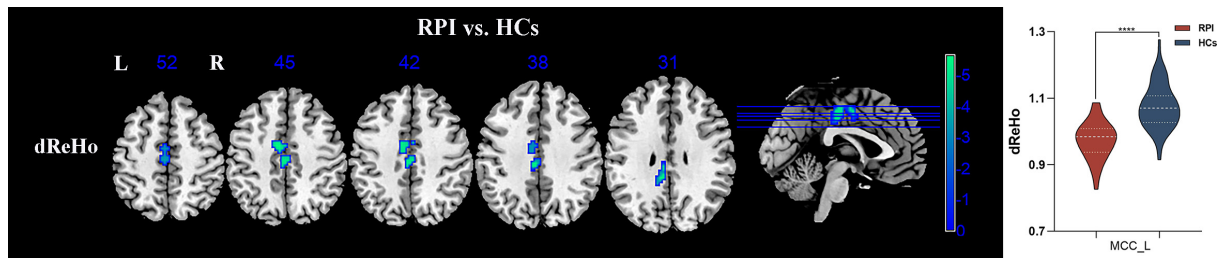 RPI vs. HCs
L 52 R 45 42 38 31
dReHo
-5
-4
-3
-2
-1
0
RPI
HCs
****
1.3
1.1
0.9
0.7
dReHo
MCC_L